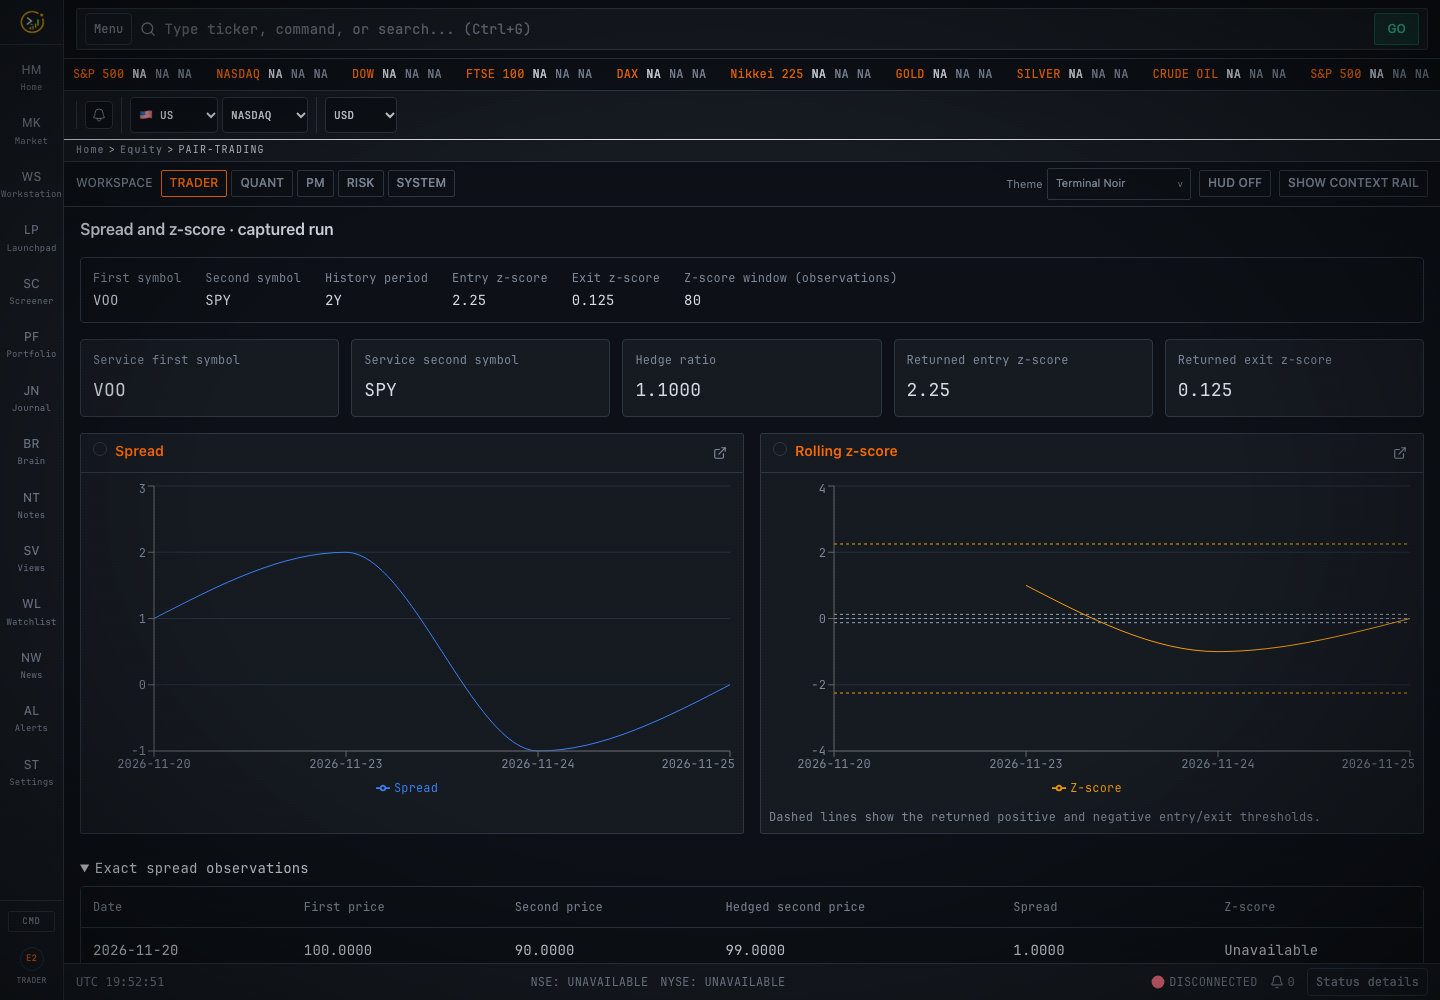 Menu Type ticker, command, or search... (Ctrl+G) GO
S&P 500 NA NA NA NASDAQ NA NA NA DOW NA NA NA FTSE 100 NA NA NA DAX NA NA NA Nikkei 225 NA NA NA GOLD NA NA NA SILVER NA NA NA CRUDE OIL NA NA NA S&P 500 NA NA NA
US NASDAQ USD
Home > Equity > PAIR-TRADING
WORKSPACE TRADER QUANT PM RISK SYSTEM Theme Terminal Noir v HUD OFF SHOW CONTEXT RAIL
HM
Home
MK
Market
WS
Workstation
LP
Launchpad
SC
Screener
PF
Portfolio
JN
Journal
BR
Brain
NT
Notes
SV
Views
WL
Watchlist
NW
News
AL
Alerts
ST
Settings
CMD
E2
TRADER
Spread and z-score · captured run
First symbol Second symbol History period Entry z-score Exit z-score Z-score window (observations)
VOO SPY 2Y 2.25 0.125 80
Service first symbol Service second symbol Hedge ratio Returned entry z-score Returned exit z-score
VOO SPY 1.1000 2.25 0.125
Spread
3
2
1
0
-1
2026-11-20 2026-11-23 2026-11-24 2026-11-25
Spread
Rolling z-score
4
2
0
-2
-4
2026-11-20 2026-11-23 2026-11-24 2026-11-25
Z-score
Dashed lines show the returned positive and negative entry/exit thresholds.
Exact spread observations
Date First price Second price Hedged second price Spread Z-score
2026-11-20 100.0000 90.0000 99.0000 1.0000 Unavailable
UTC 19:52:51 NSE: UNAVAILABLE NYSE: UNAVAILABLE DISCONNECTED 0 Status details